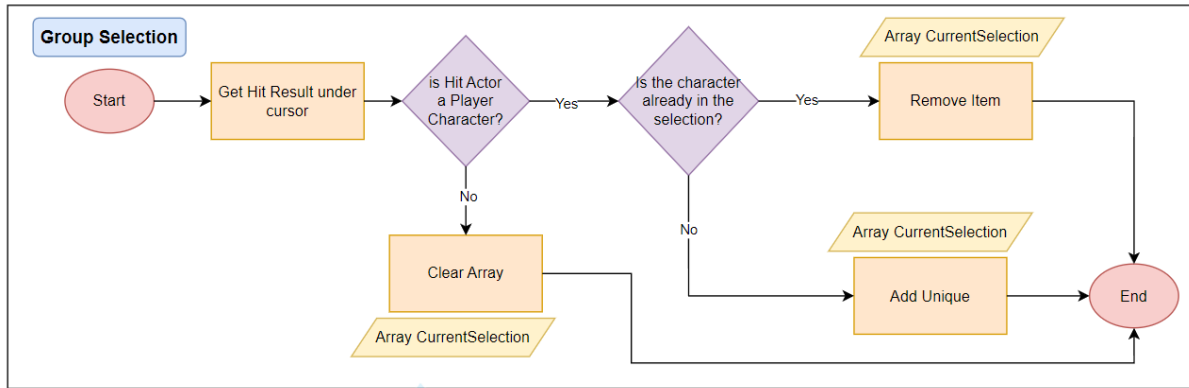 Group Selection
Start
Get Hit Result under
cursor
is Hit Actor
a Player
Character?
Yes
Is the character
already in the
selection?
Yes
Array CurrentSelection
Remove Item
No
Clear Array
Array CurrentSelection
No
Array CurrentSelection
Add Unique
End